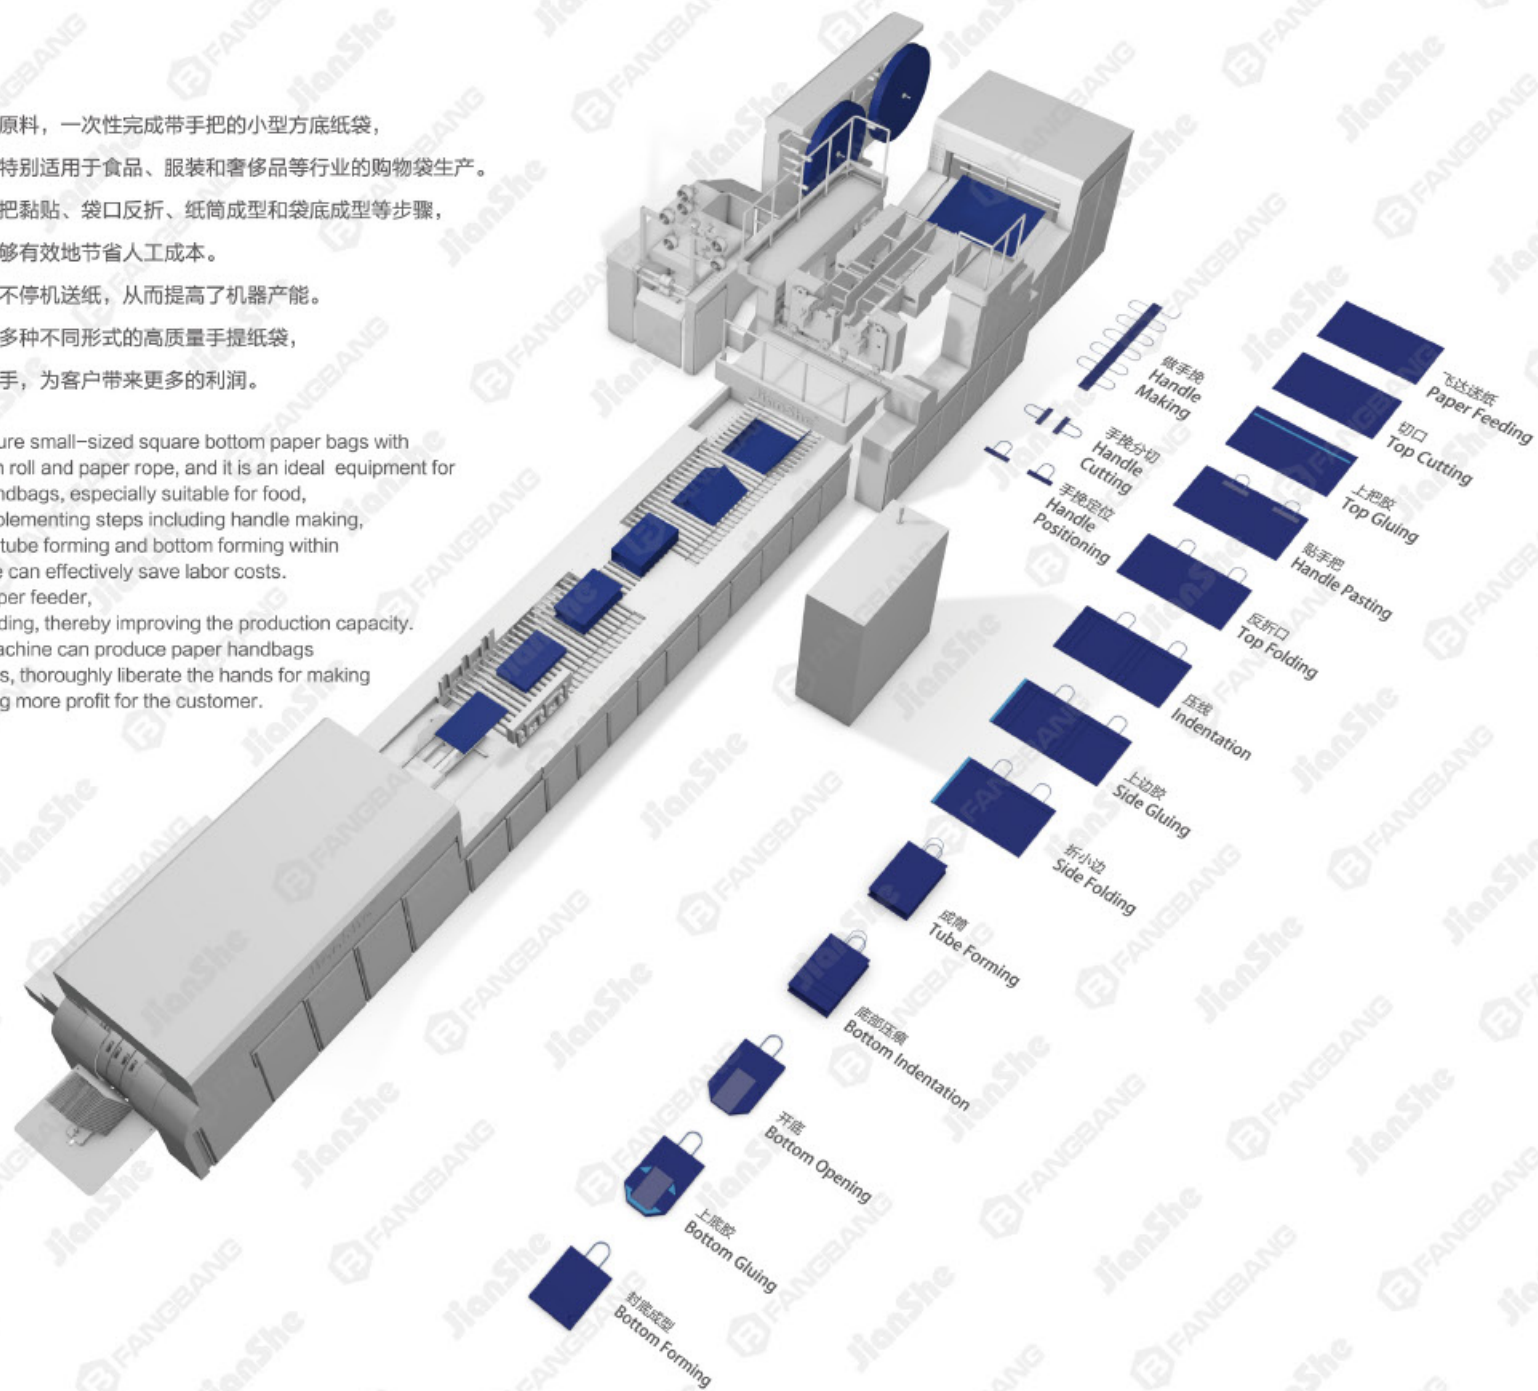 原料，一次性完成带手把的小型方底纸袋，
特别适用于食品、服装和奢侈品等行业的购物袋生产。
把黏贴、袋口反折、纸筒成型和袋底成型等步骤，
够有效地节省人工成本。
不停机送纸，从而提高了机器产能。
多种不同形式的高质量手提纸袋，
手，为客户带来更多的利润。
ure small-sized square bottom paper bags with
n roll and paper rope, and it is an ideal equipment for
ndbags, especially suitable for food,
plementing steps including handle making,
tube forming and bottom forming within
e can effectively save labor costs.
per feeder,
ding, thereby improving the production capacity.
achine can produce paper handbags
s, thoroughly liberate the hands for making
g more profit for the customer.
做手挽
Handle
Making
手挽分切
Handle
Cutting
手挽定位
Handle
Positioning
飞达送纸
Paper Feeding
切口
Top Cutting
上把胶
Top Gluing
贴手把
Handle Pasting
反折口
Top Folding
压线
Indentation
上边胶
Side Gluing
折小边
Side Folding
成筒
Tube Forming
底部压痕
Bottom Indentation
开底
Bottom Opening
上底胶
Bottom Gluing
封底成型
Bottom Forming
FANGBANG
JianShe